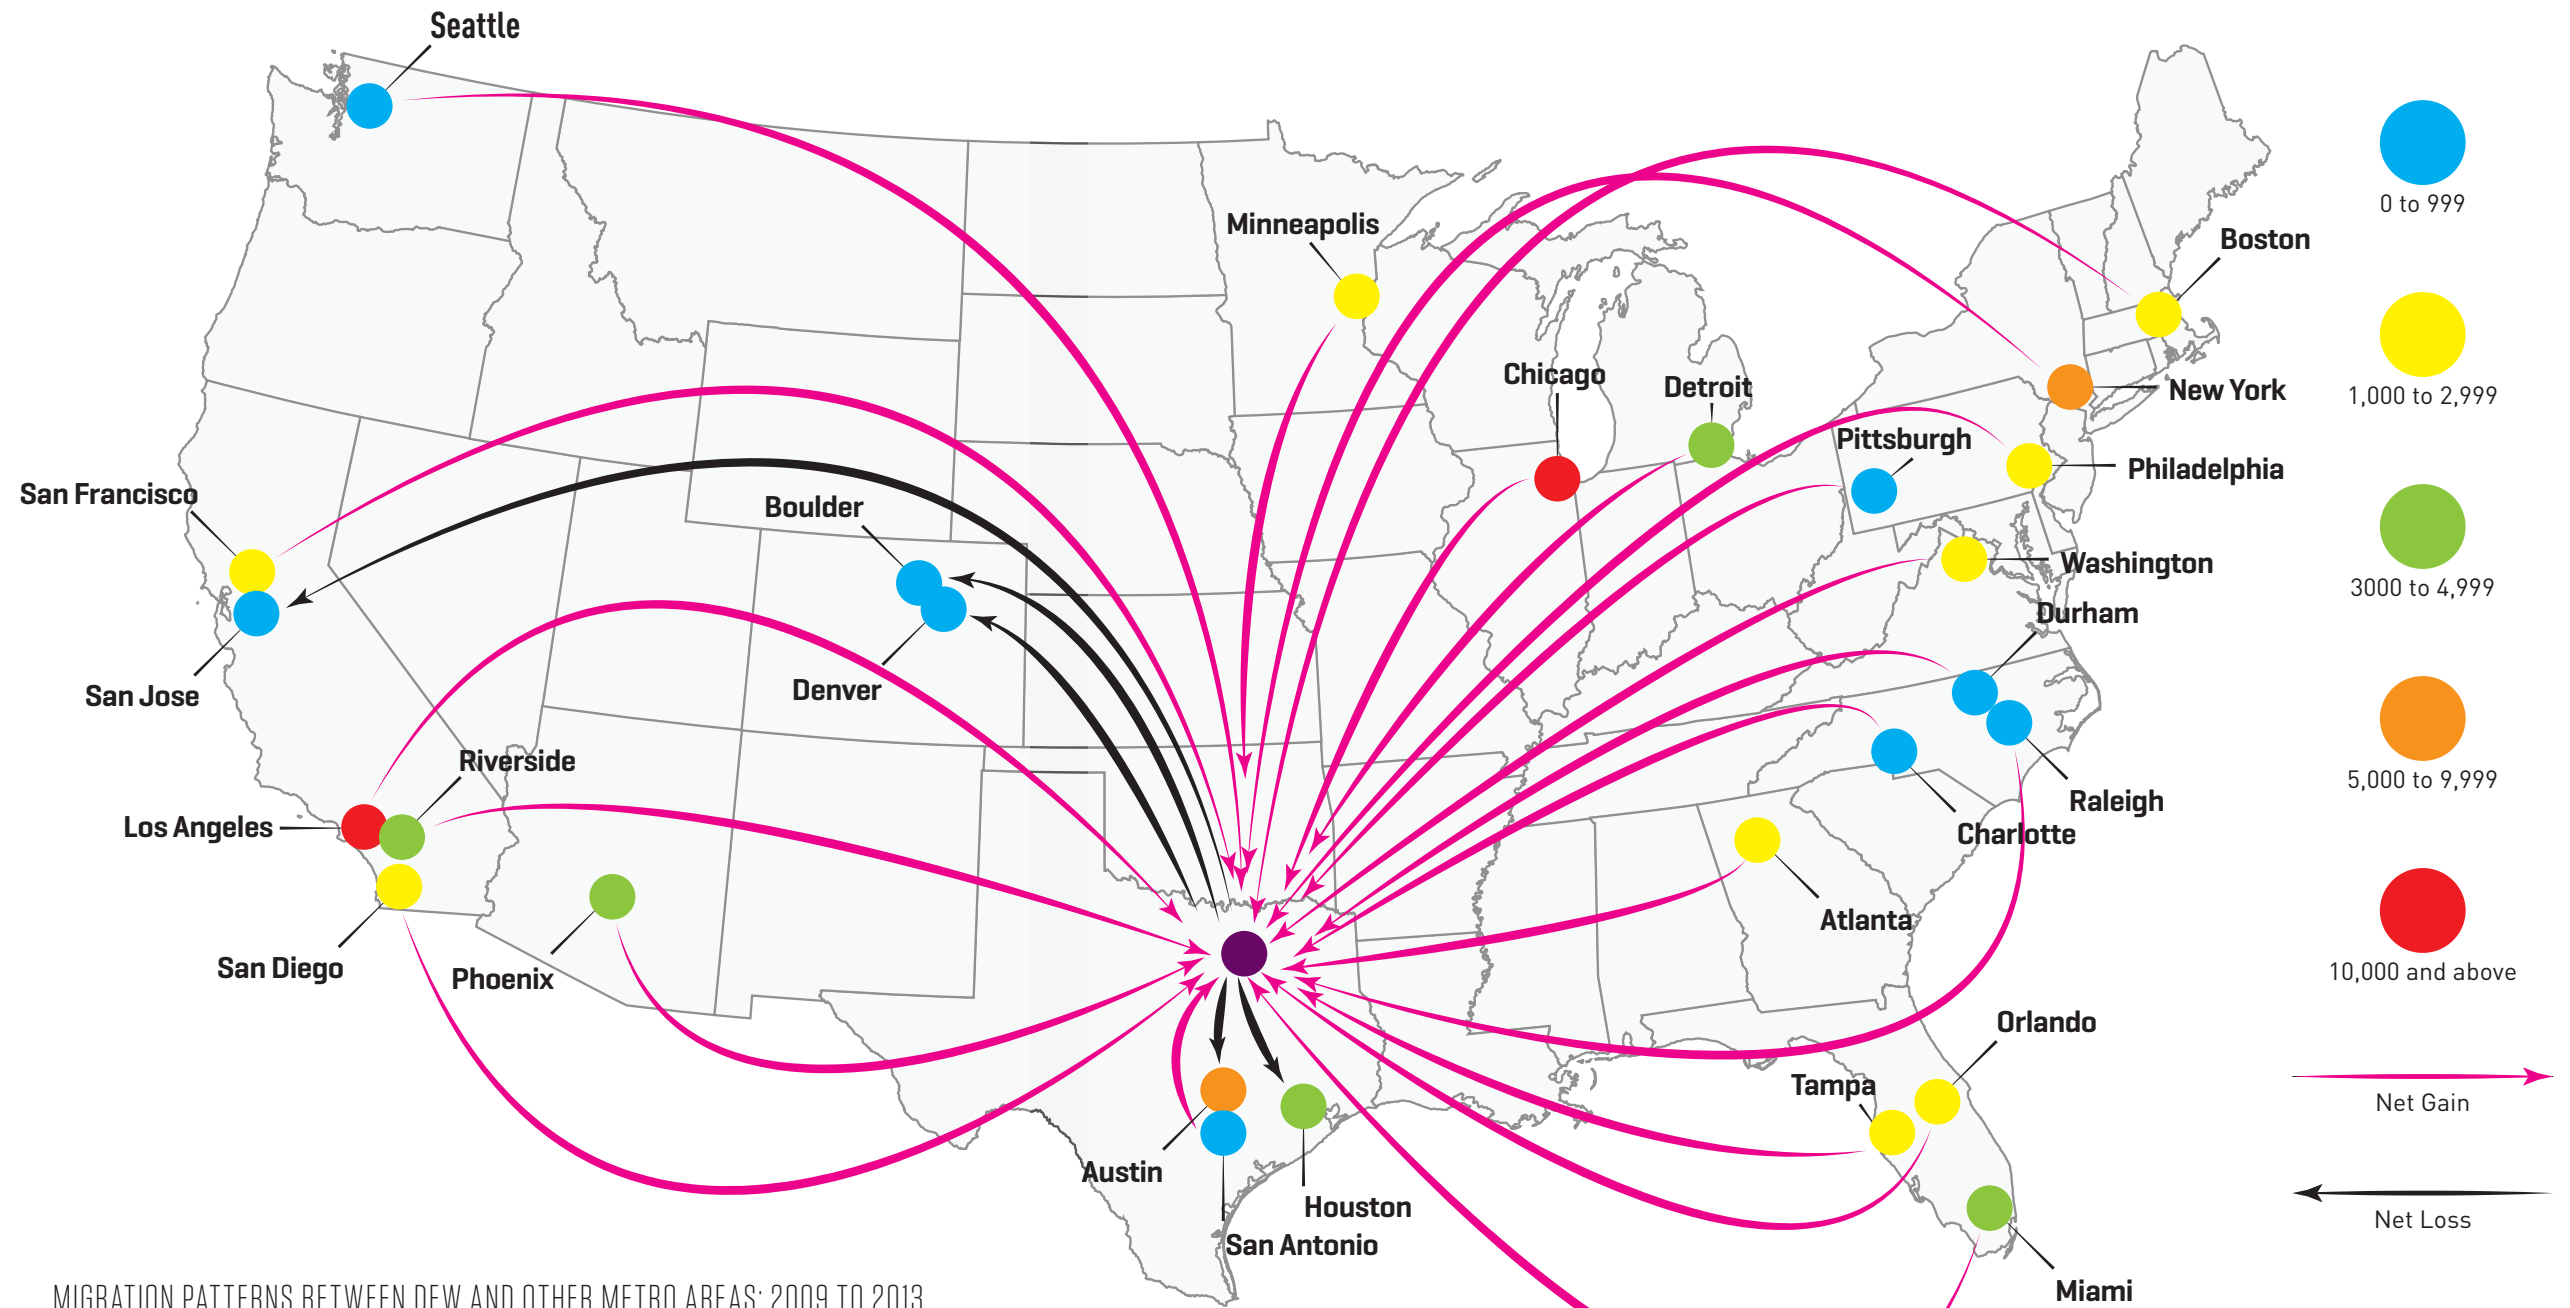 Seattle
Minneapolis
Boston
Chicago
Detroit
New York
Pittsburgh
Philadelphia
San Francisco
Boulder
Washington
Durham
San Jose
Denver
Riverside
Los Angeles
Raleigh
Charlotte
Atlanta
San Diego
Phoenix
Orlando
Tampa
Austin
Houston
San Antonio
Miami
0 to 999
1,000 to 2,999
3000 to 4,999
5,000 to 9,999
10,000 and above
Net Gain
Net Loss
MIGRATION PATTERNS BETWEEN DFW AND OTHER METRO AREAS: 2009 TO 2013